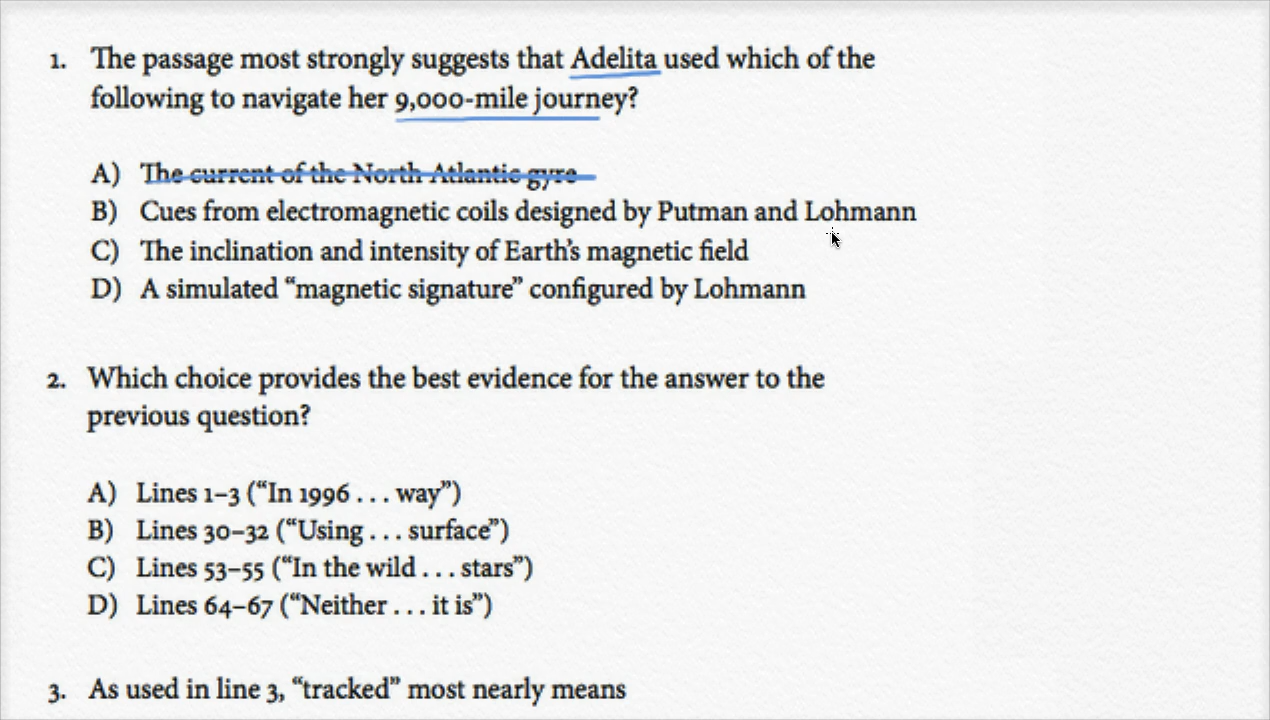 1. The passage most strongly suggests that Adelita used which of the
following to navigate her 9,000-mile journey?
A) The current of the North Atlantic gyre
B) Cues from electromagnetic coils designed by Putman and Lohmann
C) The inclination and intensity of Earth's magnetic field
D) A simulated “magnetic signature” configured by Lohmann
2. Which choice provides the best evidence for the answer to the
previous question?
A) Lines 1–3 (“In 1996 . . . way”)
B) Lines 30–32 (“Using . . . surface”)
C) Lines 53–55 (“In the wild . . . stars”)
D) Lines 64–67 (“Neither . . . it is”)
3. As used in line 3, “tracked” most nearly means